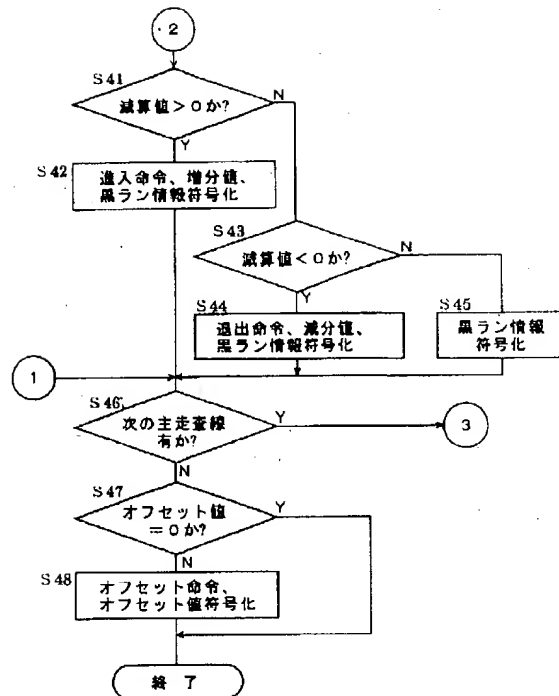 2
S41
減算値>0か?
N
Y
S42
進入命令、増分値、
黒ラン情報符号化
S43
減算値<0か?
N
Y
S44
退出命令、減分値、
黒ラン情報符号化
S45
黒ラン情報
符号化
1
S46
次の主走査線
有か?
Y
3
N
S47
オフセット値
=0か?
Y
N
S48
オフセット命令、
オフセット値符号化
終了